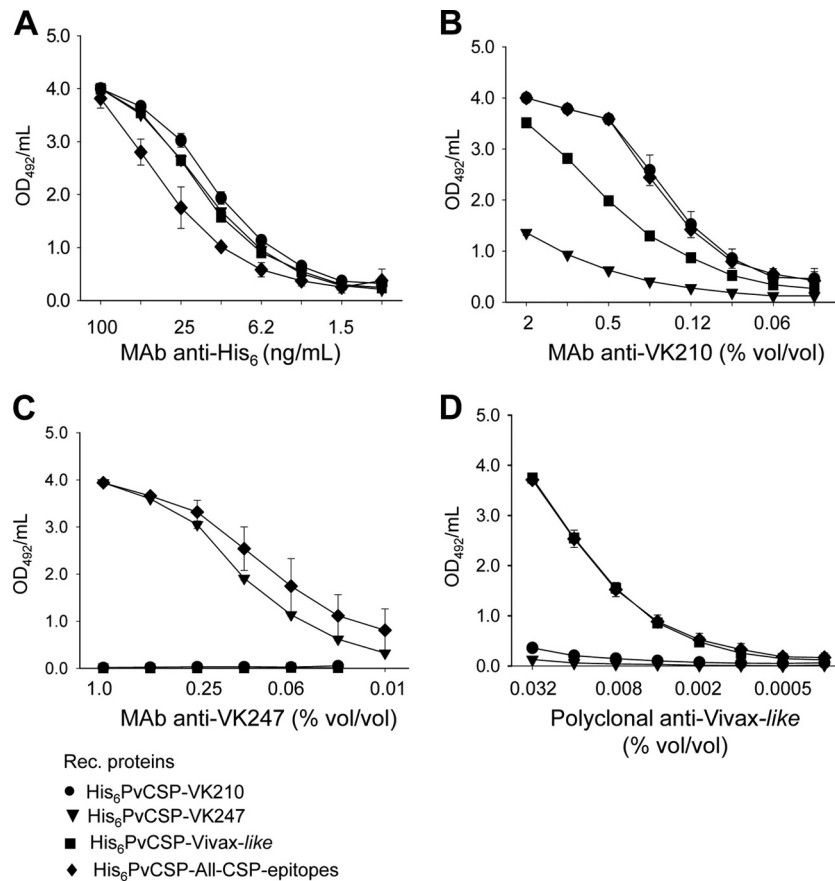 A
OD492/mL
5.0
4.0
3.0
2.0
1.0
0.0
100 25 6.2 1.5
MAb anti-His6 (ng/mL)
B
OD492/mL
5.0
4.0
3.0
2.0
1.0
0.0
2 0.5 0.12 0.06
MAb anti-VK210 (% vol/vol)
C
OD492/mL
5.0
4.0
3.0
2.0
1.0
0.0
1.0 0.25 0.06 0.01
MAb anti-VK247 (% vol/vol)
D
OD492/mL
5.0
4.0
3.0
2.0
1.0
0.0
0.032 0.008 0.002 0.0005
Polyclonal anti-Vivax-like
(% vol/vol)
Rec. proteins
His6PvCSP-VK210
His6PvCSP-VK247
His6PvCSP-Vivax-like
His6PvCSP-All-CSP-epitopes